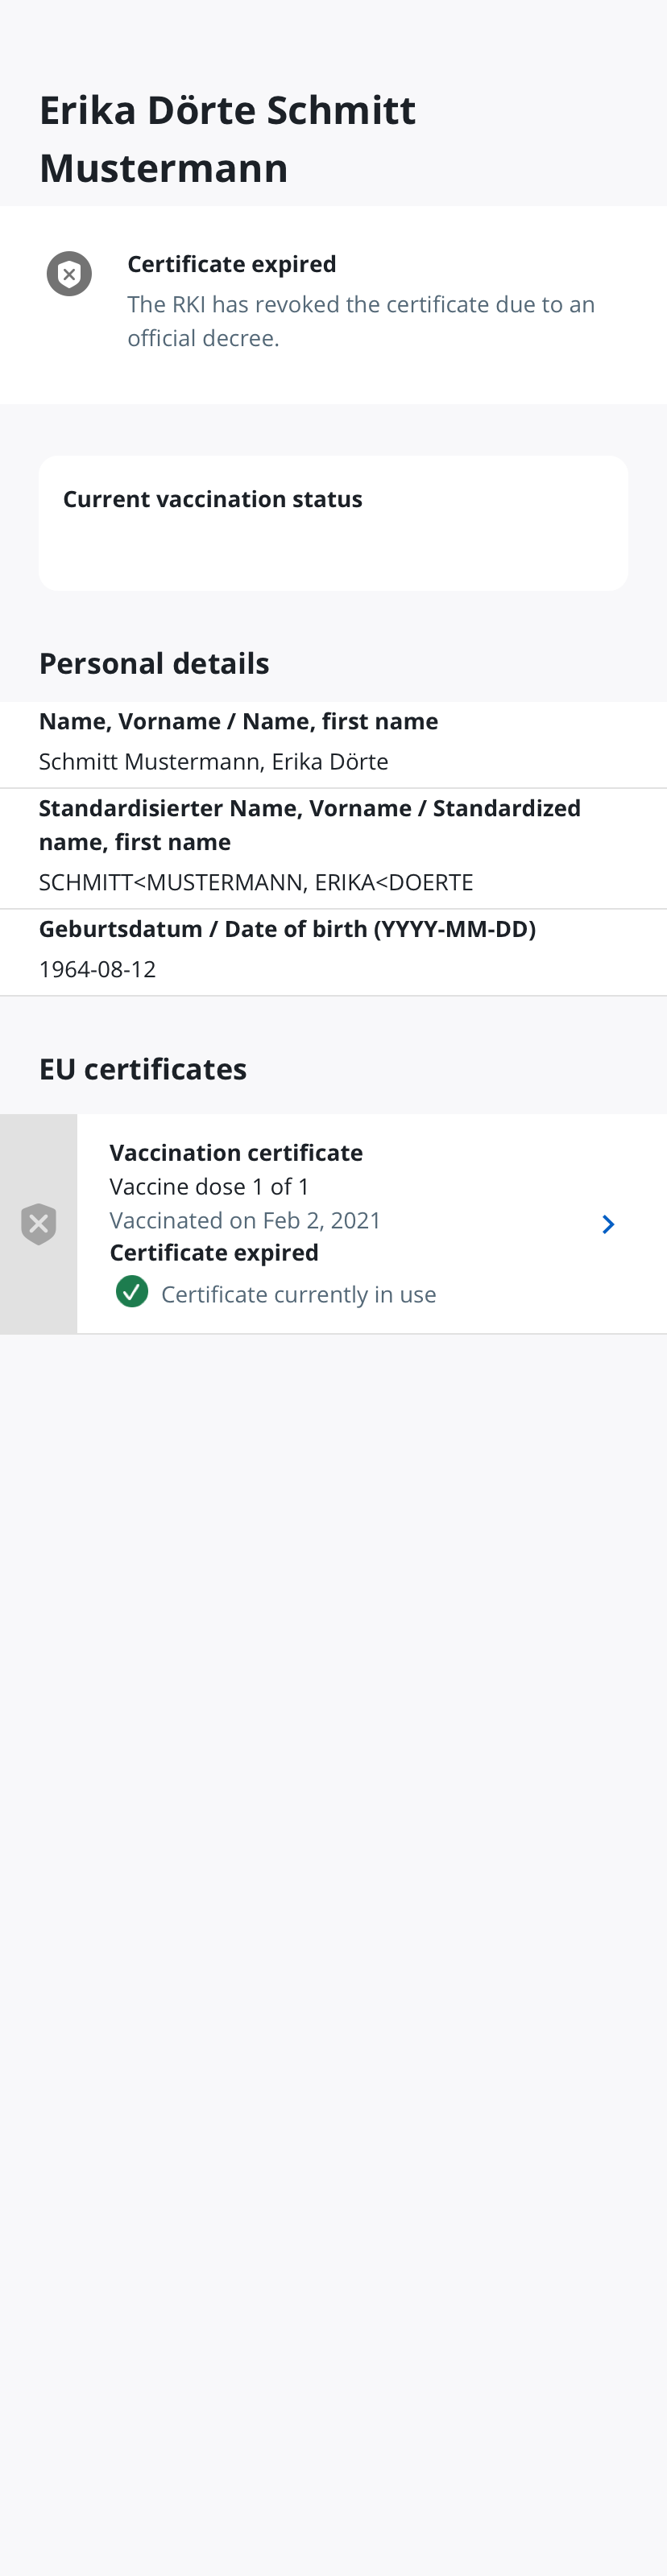 Erika Dörte Schmitt
Mustermann
Certificate expired
The RKI has revoked the certificate due to an
official decree.
Current vaccination status
Personal details
Name, Vorname / Name, first name
Schmitt Mustermann, Erika Dörte
Standardisierter Name, Vorname / Standardized
name, first name
SCHMITT<MUSTERMANN, ERIKA<DOERTE
Geburtsdatum / Date of birth (YYYY-MM-DD)
1964-08-12
EU certificates
Vaccination certificate
Vaccine dose 1 of 1
Vaccinated on Feb 2, 2021
Certificate expired
Certificate currently in use